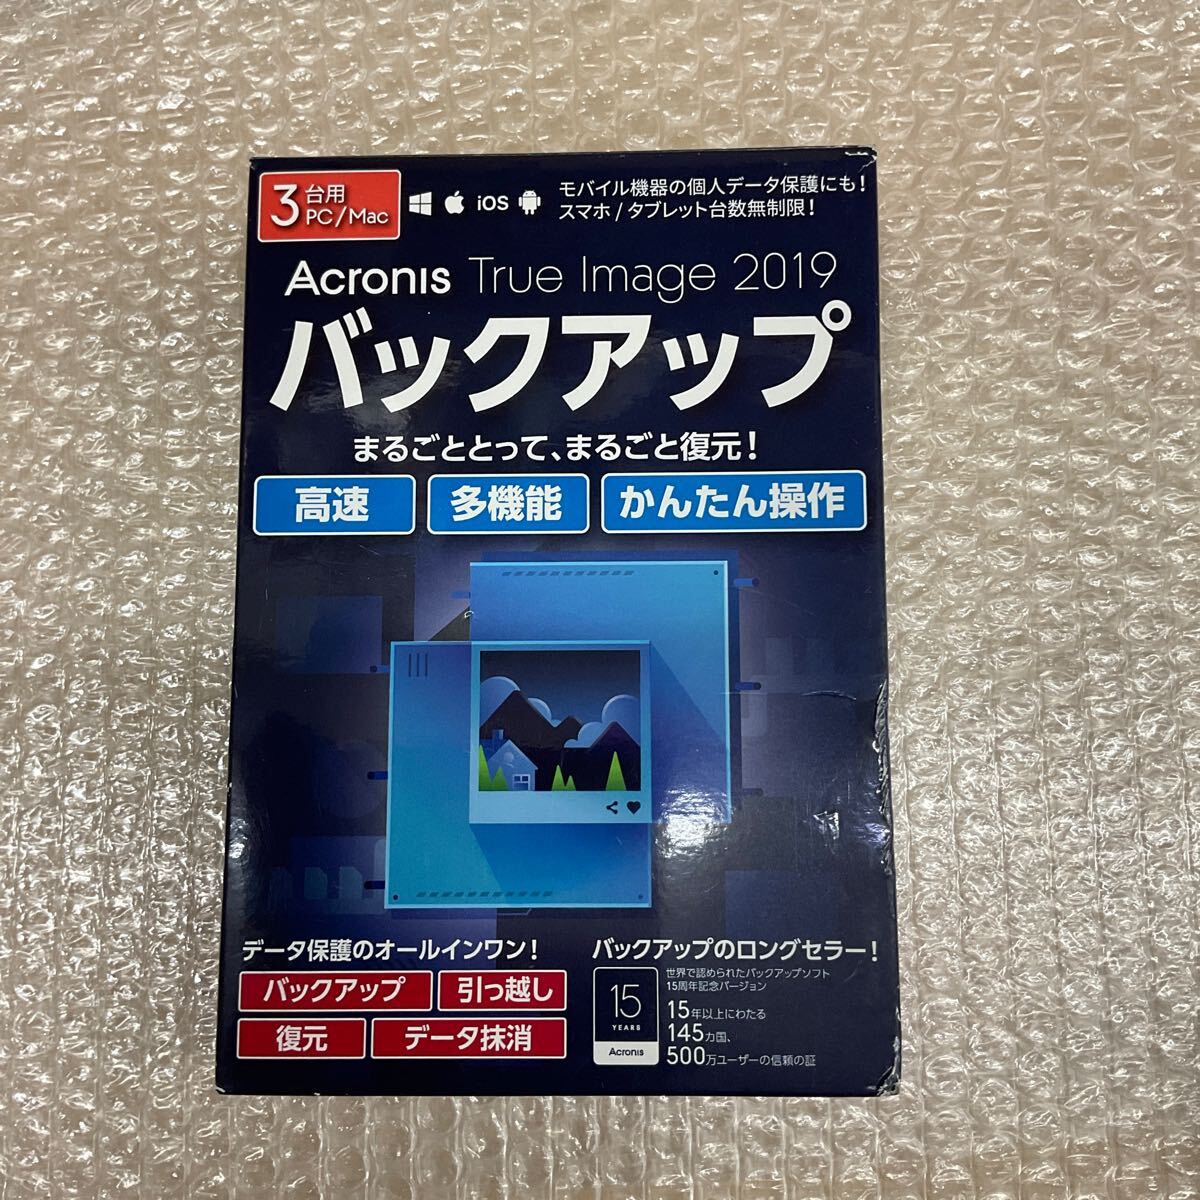 3台用
PC/Mac
iOS
モバイル機器の個人データ保護にも!
スマホ/タブレット台数無制限!
Acronis True Image 2019
バックアップ
まるごととって、まるごと復元!
高速 多機能 かんたん操作
データ保護のオールインワン!
バックアップ 引っ越し
復元 データ抹消
バックアップのロングセラー!
15
YEARS
Acronis
世界で認められたバックアップソフト
15周年記念バージョン
15年以上にわたる
145カ国、
500万ユーザーの信頼の証